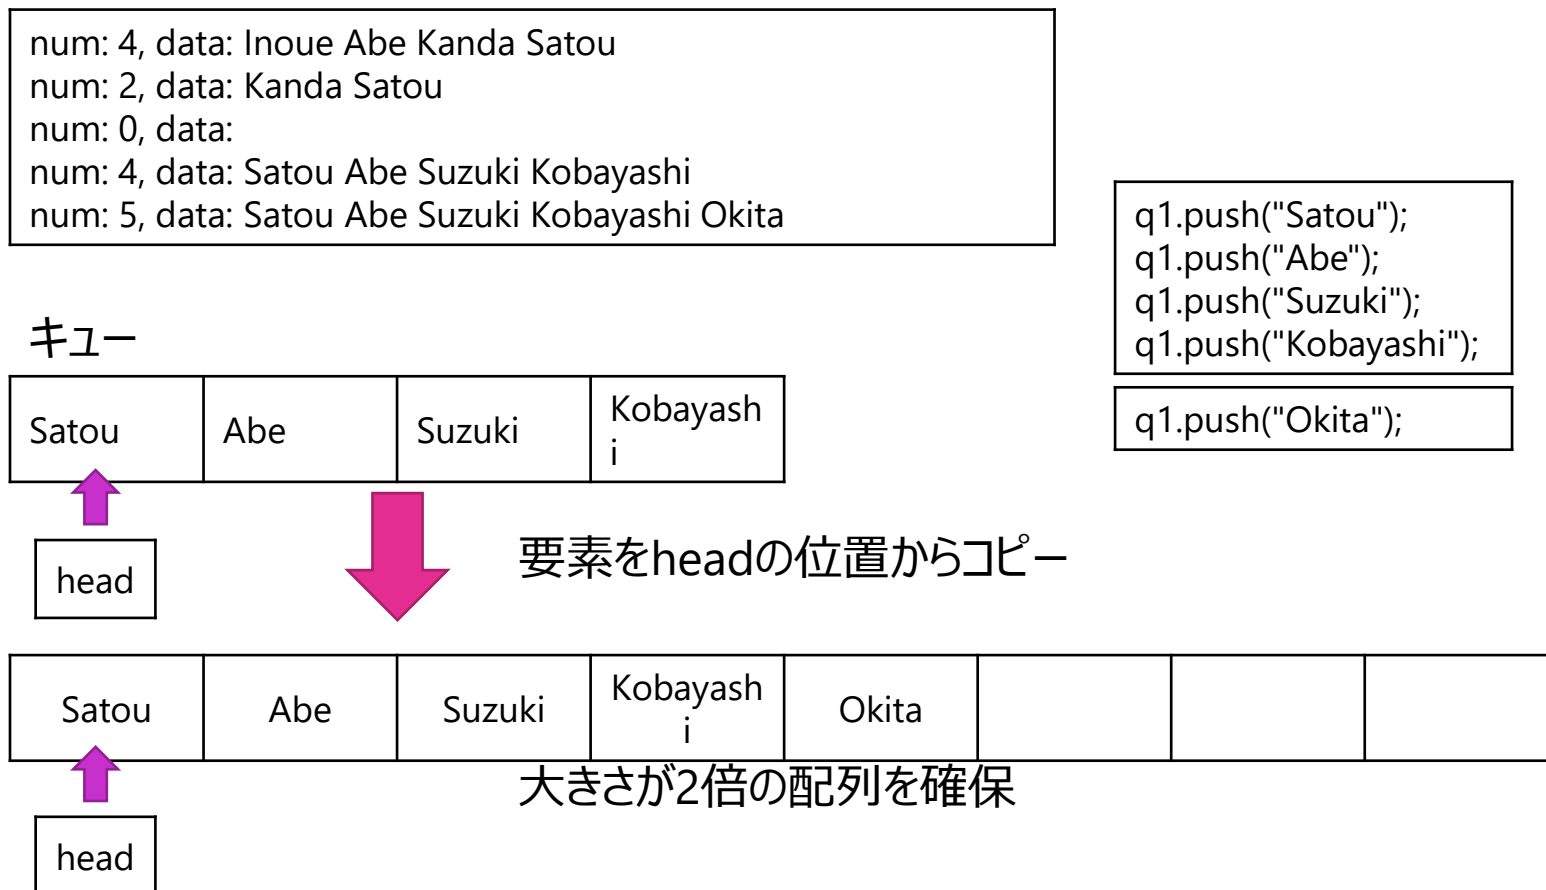 num: 4, data: Inoue Abe Kanda Satou
num: 2, data: Kanda Satou
num: 0, data:
num: 4, data: Satou Abe Suzuki Kobayashi
num: 5, data: Satou Abe Suzuki Kobayashi Okita
q1.push("Satou");
q1.push("Abe");
q1.push("Suzuki");
q1.push("Kobayashi");
q1.push("Okita");
キュー
Satou Abe Suzuki Kobayash
i
head
要素をheadの位置からコピー
Satou Abe Suzuki Kobayash
i
Okita
大きさが2倍の配列を確保
head